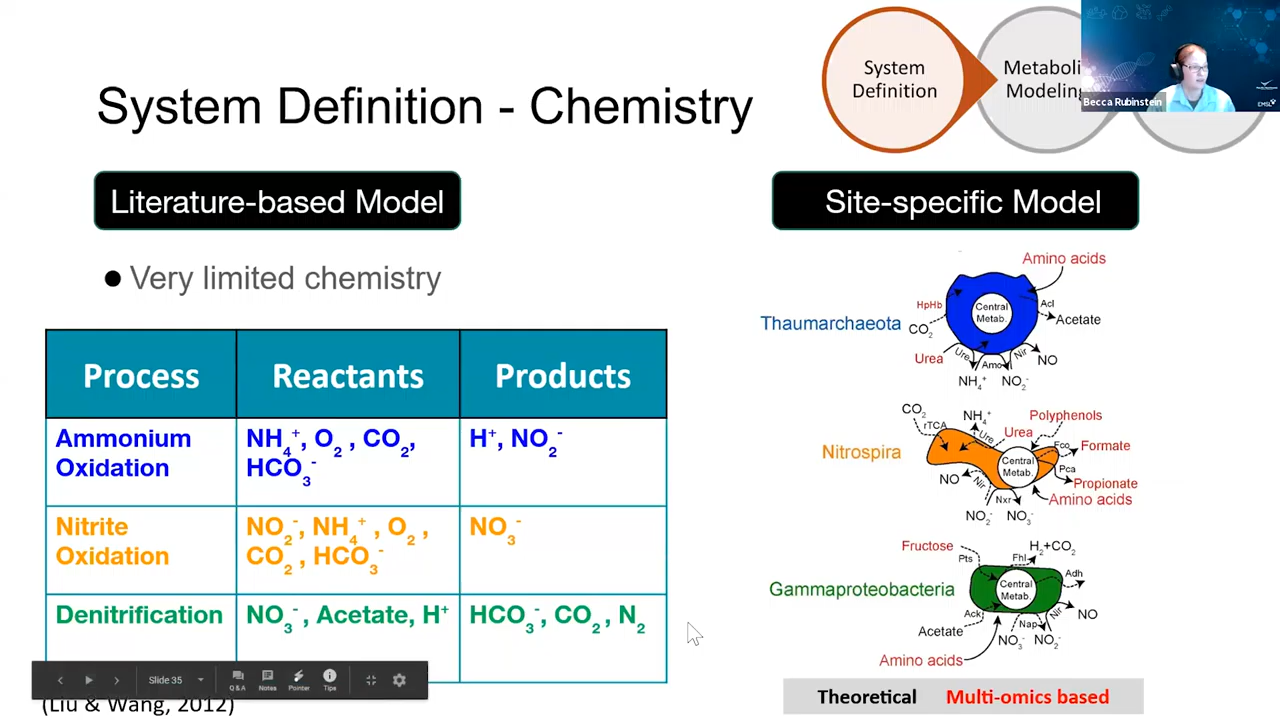 System Definition - Chemistry
System
Definition
Metaboli
Modeling
Becca Rubinstein
EMSL
Literature-based Model
Site-specific Model
● Very limited chemistry
Process Reactants Products
Ammonium Oxidation
NH₄⁺, O₂ , CO₂,
HCO₃⁻
H⁺, NO₂⁻
Nitrite Oxidation
NO₂⁻, NH₄⁺ , O₂ ,
CO₂ , HCO₃⁻
NO₃⁻
Denitrification
NO₃⁻ , Acetate, H⁺
HCO₃⁻, CO₂ , N₂
Slide 35
Q & A
Notes
Pointer
Tips
(Liu & Wang, 2012)
Amino acids
HpHb
Central
Metab.
Acl
Thaumarchaeota
CO₂
Acetate
Urea
Ure
Amo
Nir
NO
NH₄⁺
NO₂⁻
CO₂
NH₄⁺
Polyphenols
rTCA
Ure
Urea
Fco
Formate
Nitrospira
Central
Metab.
Pca
NO
Nir
Nxr
Propionate
Amino acids
NO₂⁻
NO₃⁻
Fructose
H₂+CO₂
Pts
Fhl
Adh
Gammaproteobacteria
Central
Metab.
Ack
Nap
Nir
NO
Acetate
NO₃⁻
NO₂⁻
Amino acids
Theoretical Multi-omics based